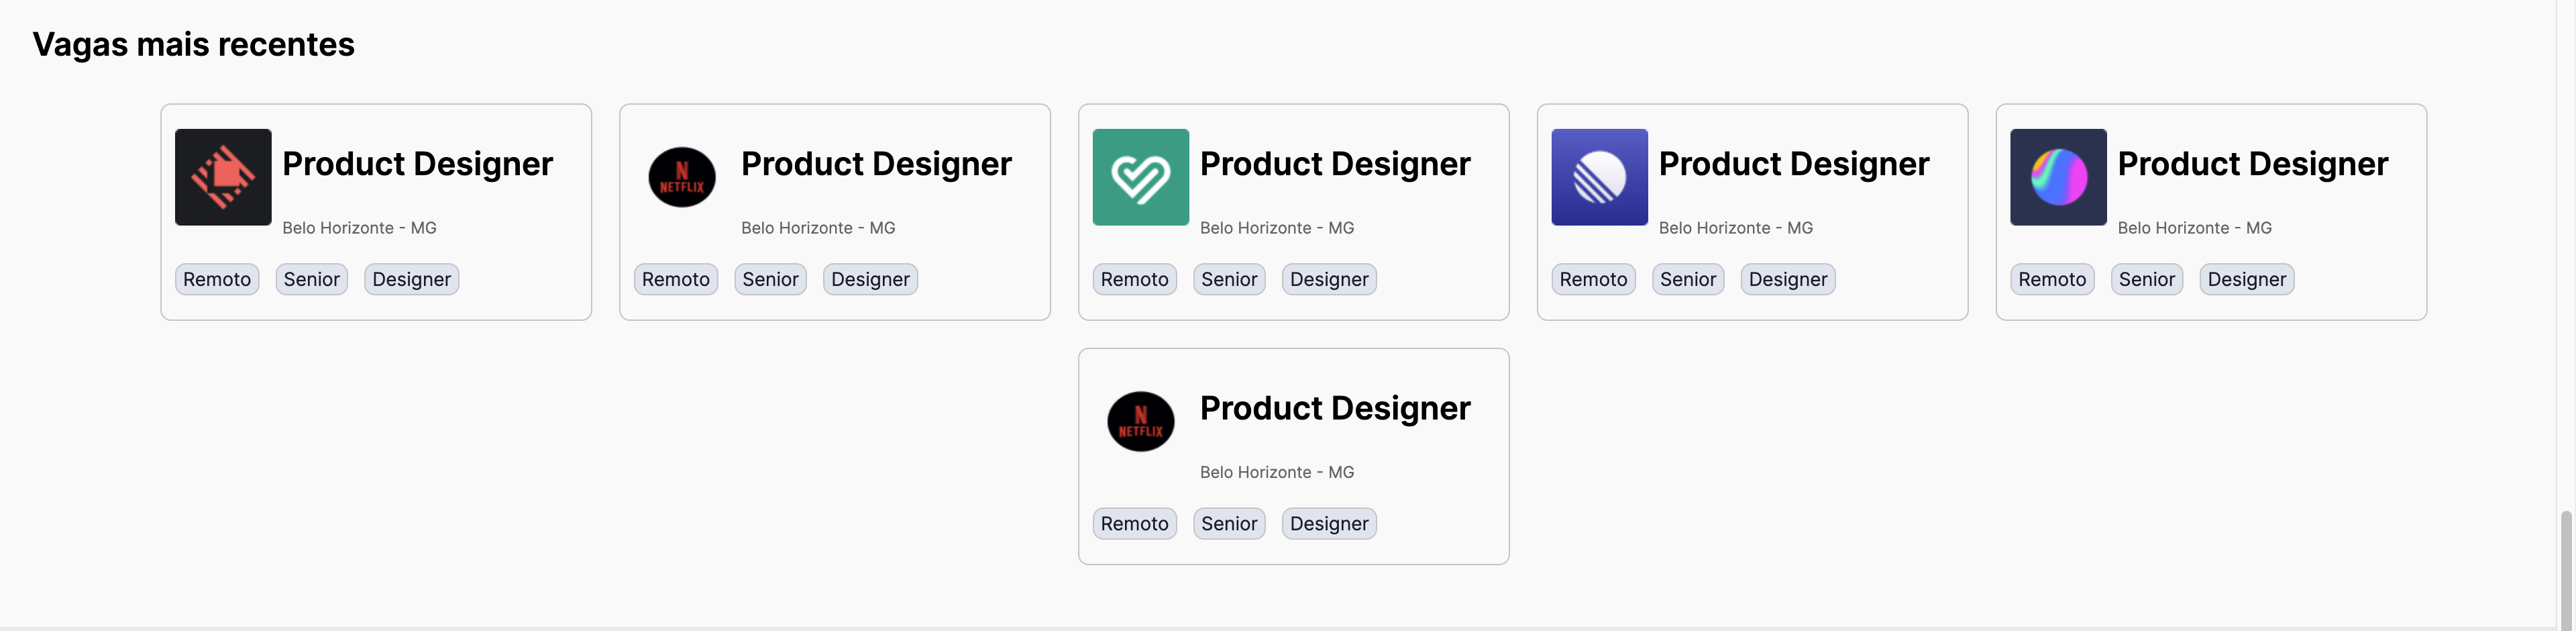 Vagas mais recentes
Product Designer
Belo Horizonte - MG
Remoto Senior Designer
N
NETFLIX
Product Designer
Belo Horizonte - MG
Remoto Senior Designer
Product Designer
Belo Horizonte - MG
Remoto Senior Designer
Product Designer
Belo Horizonte - MG
Remoto Senior Designer
Product Designer
Belo Horizonte - MG
Remoto Senior Designer
N
NETFLIX
Product Designer
Belo Horizonte - MG
Remoto Senior Designer